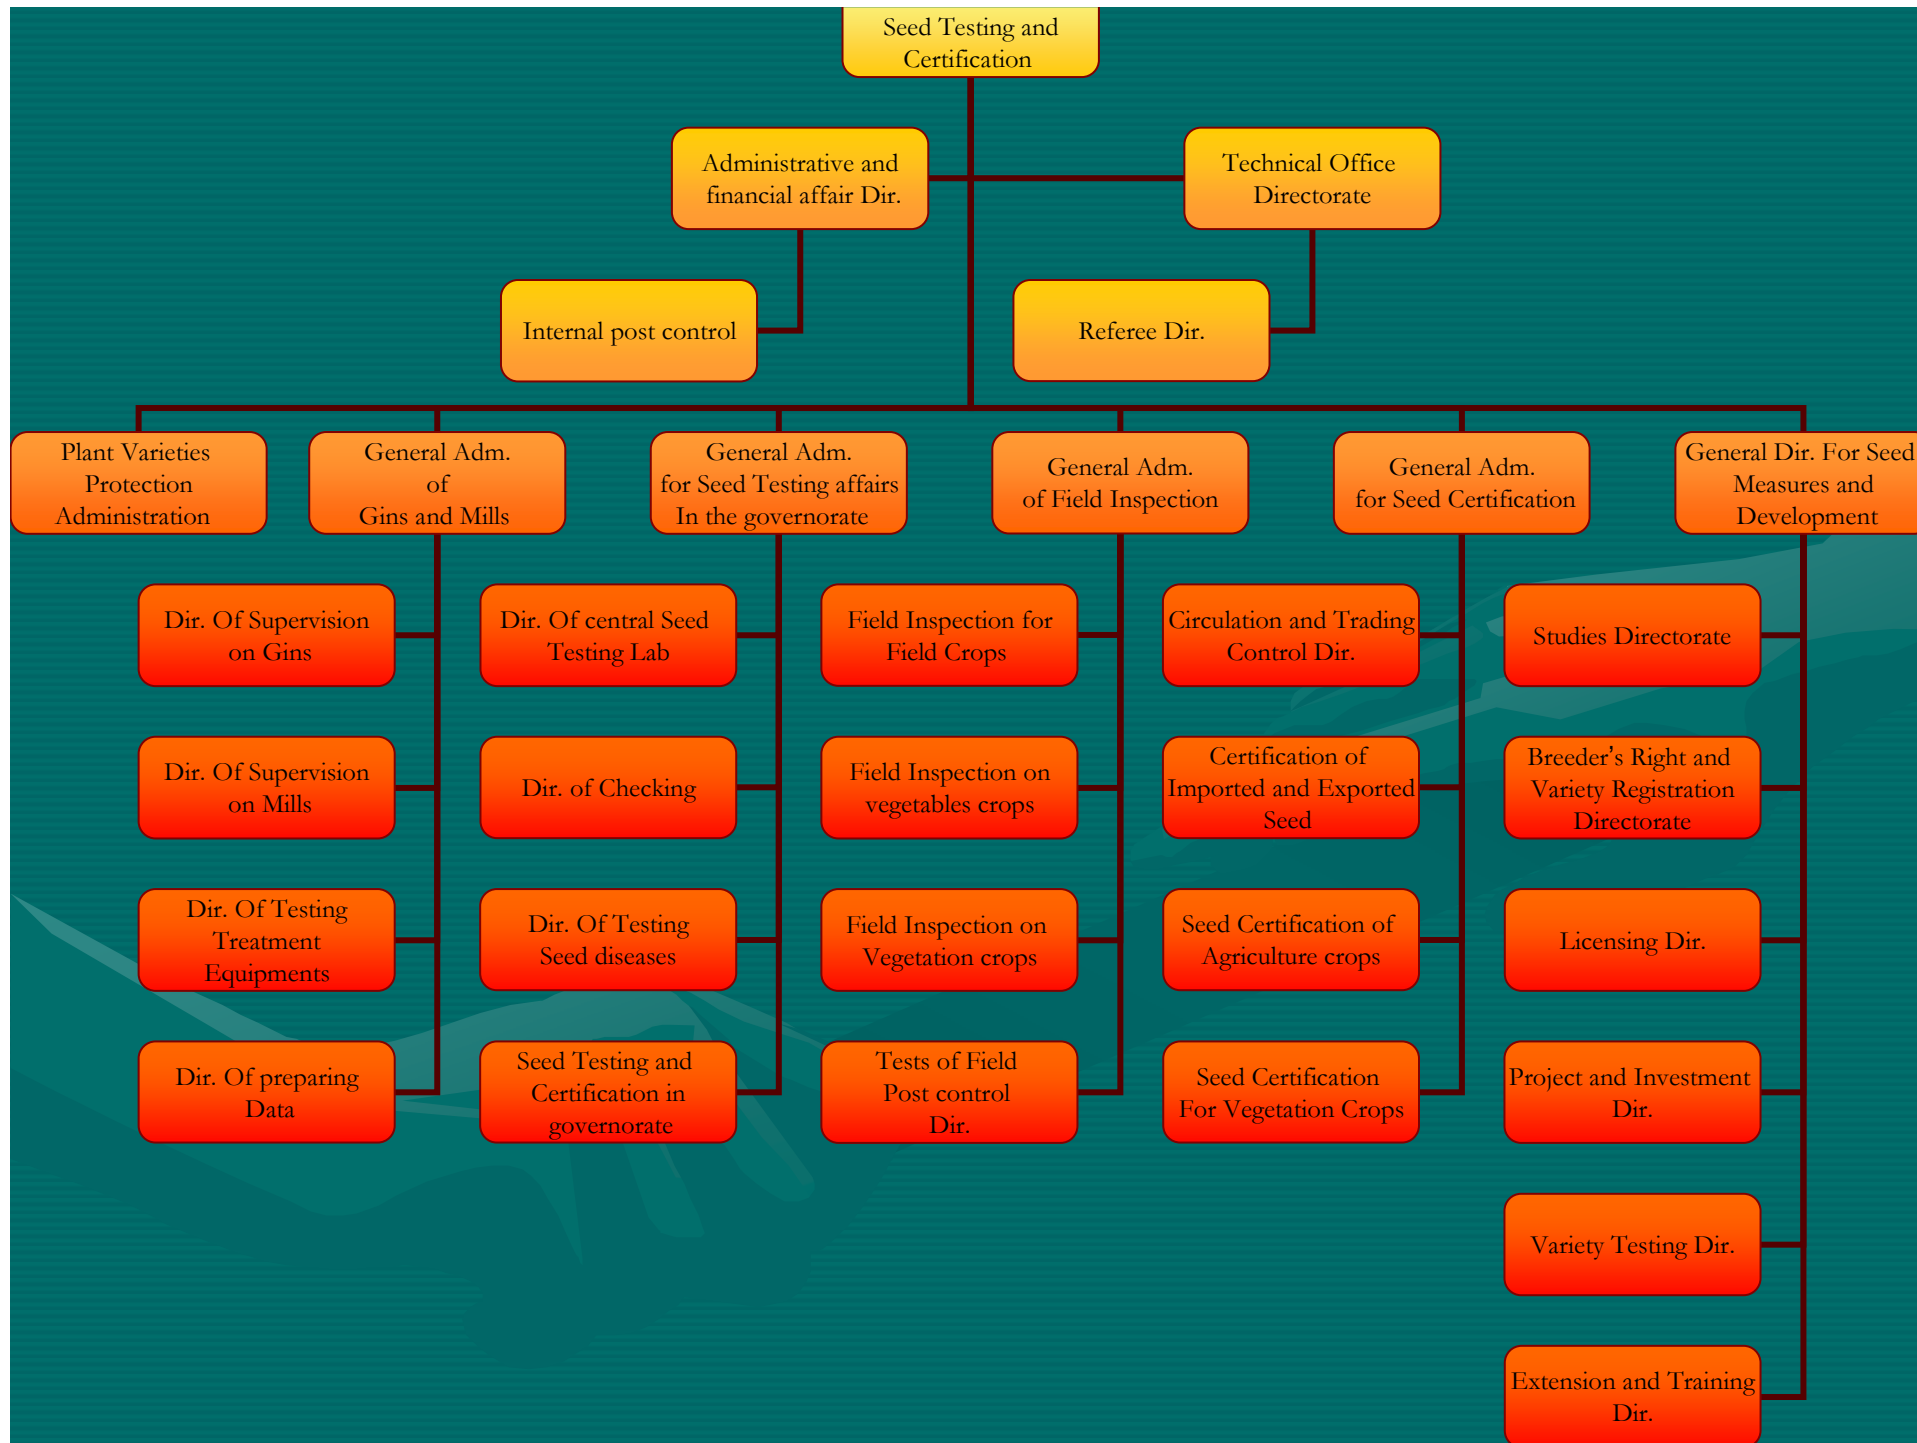 Seed Testing and
Certification
Administrative and
financial affair Dir.
Technical Office
Directorate
Internal post control
Referee Dir.
Plant Varieties
Protection
Administration
General Adm.
of
Gins and Mills
General Adm.
for Seed Testing affairs
In the governorate
General Adm.
of Field Inspection
General Adm.
for Seed Certification
General Dir. For Seed
Measures and
Development
Dir. Of Supervision
on Gins
Dir. Of Supervision
on Mills
Dir. Of Testing
Treatment
Equipments
Dir. Of preparing
Data
Dir. Of central Seed
Testing Lab
Dir. of Checking
Dir. Of Testing
Seed diseases
Seed Testing and
Certification in
governorate
Field Inspection for
Field Crops
Field Inspection on
vegetables crops
Field Inspection on
Vegetation crops
Tests of Field
Post control
Dir.
Circulation and Trading
Control Dir.
Certification of
Imported and Exported
Seed
Seed Certification of
Agriculture crops
Seed Certification
For Vegetation Crops
Studies Directorate
Breeder’s Right and
Variety Registration
Directorate
Licensing Dir.
Project and Investment
Dir.
Variety Testing Dir.
Extension and Training
Dir.